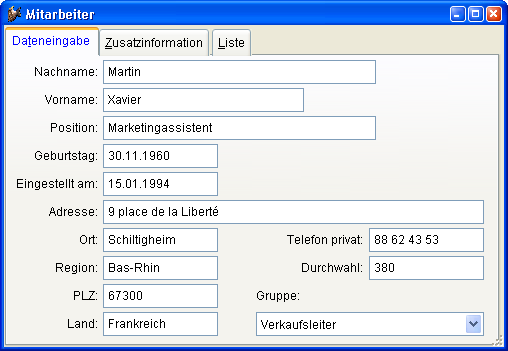 Mitarbeiter
Dateneingabe Zusatzinformation Liste
Nachname: Martin
Vorname: Xavier
Position: Marketingassistent
Geburtstag: 30.11.1960
Eingestellt am: 15.01.1994
Adresse: 9 place de la Liberté
Ort: Schiltigheim Telefon privat: 88 62 43 53
Region: Bas-Rhin Durchwahl: 380
PLZ: 67300 Gruppe:
Land: Frankreich Verkaufsleiter